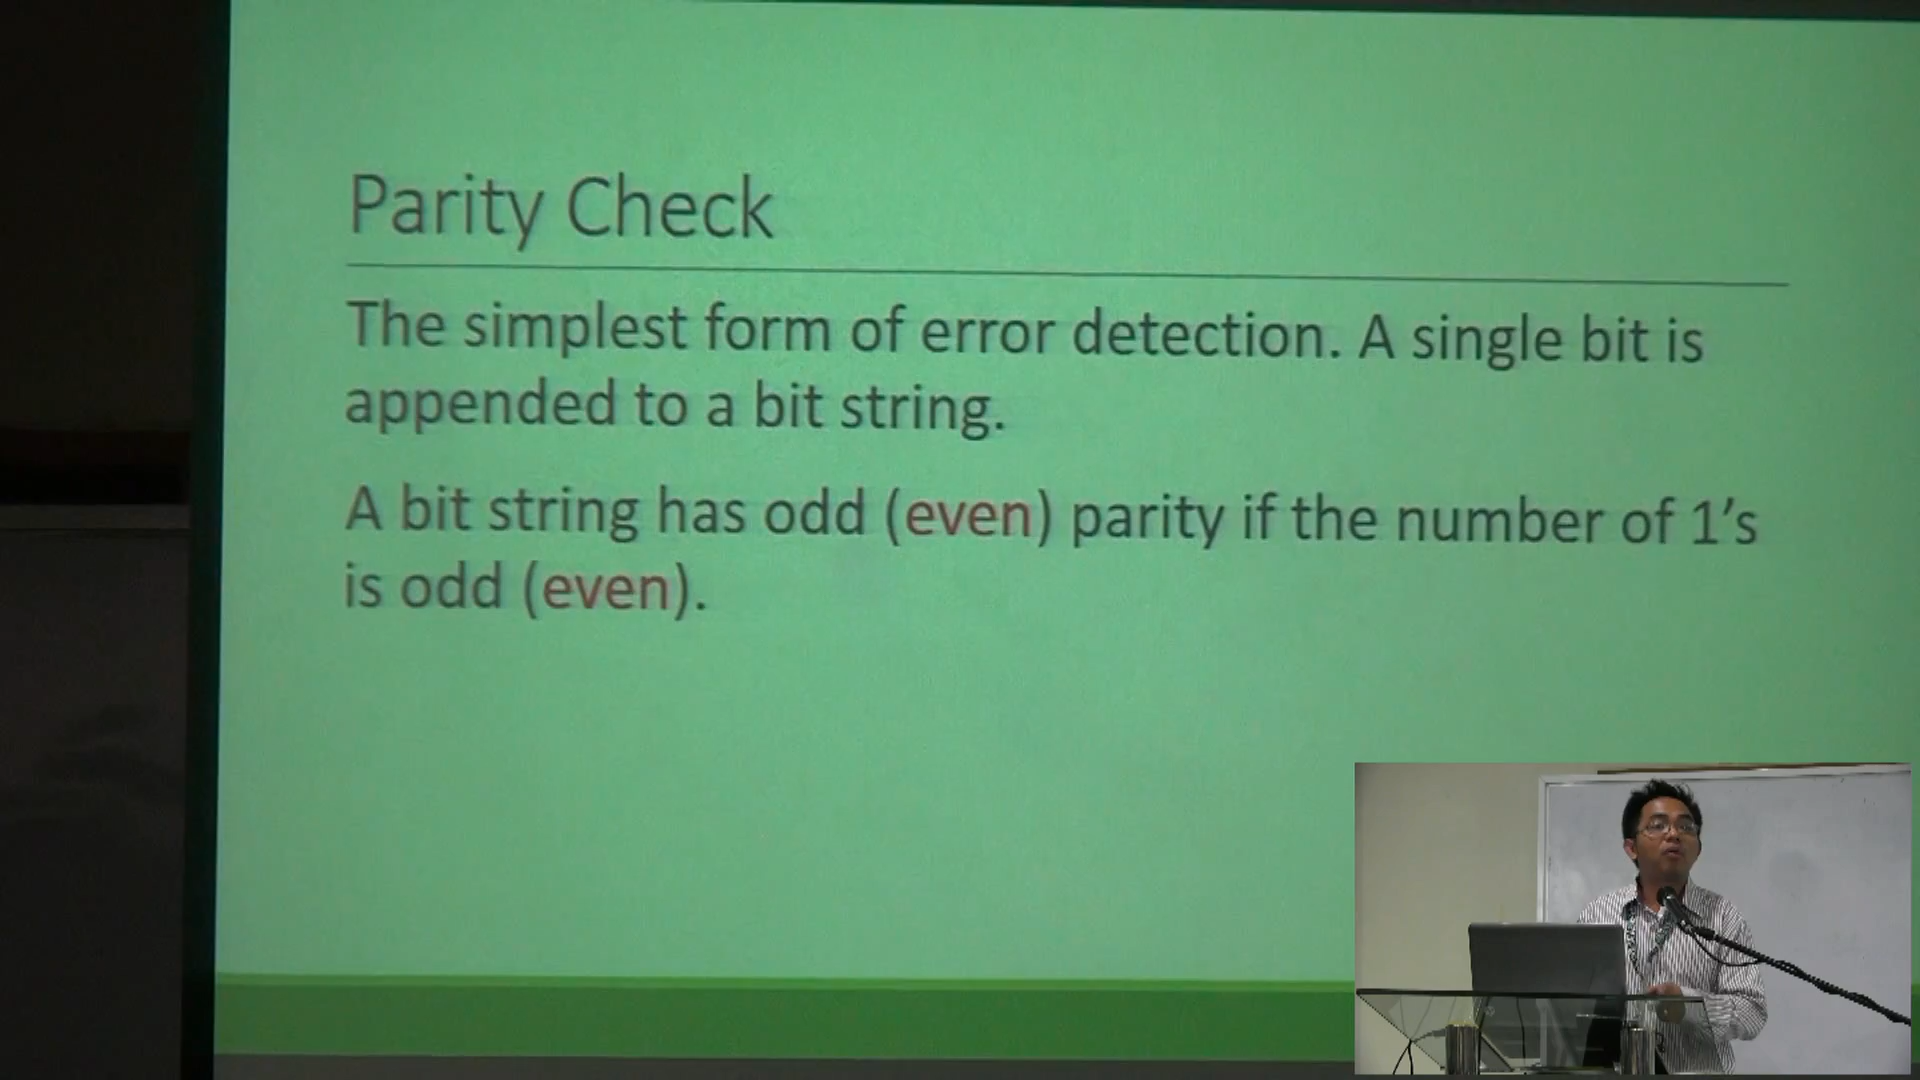 Parity Check
The simplest form of error detection. A single bit is
appended to a bit string.
A bit string has odd (even) parity if the number of 1’s
is odd (even).